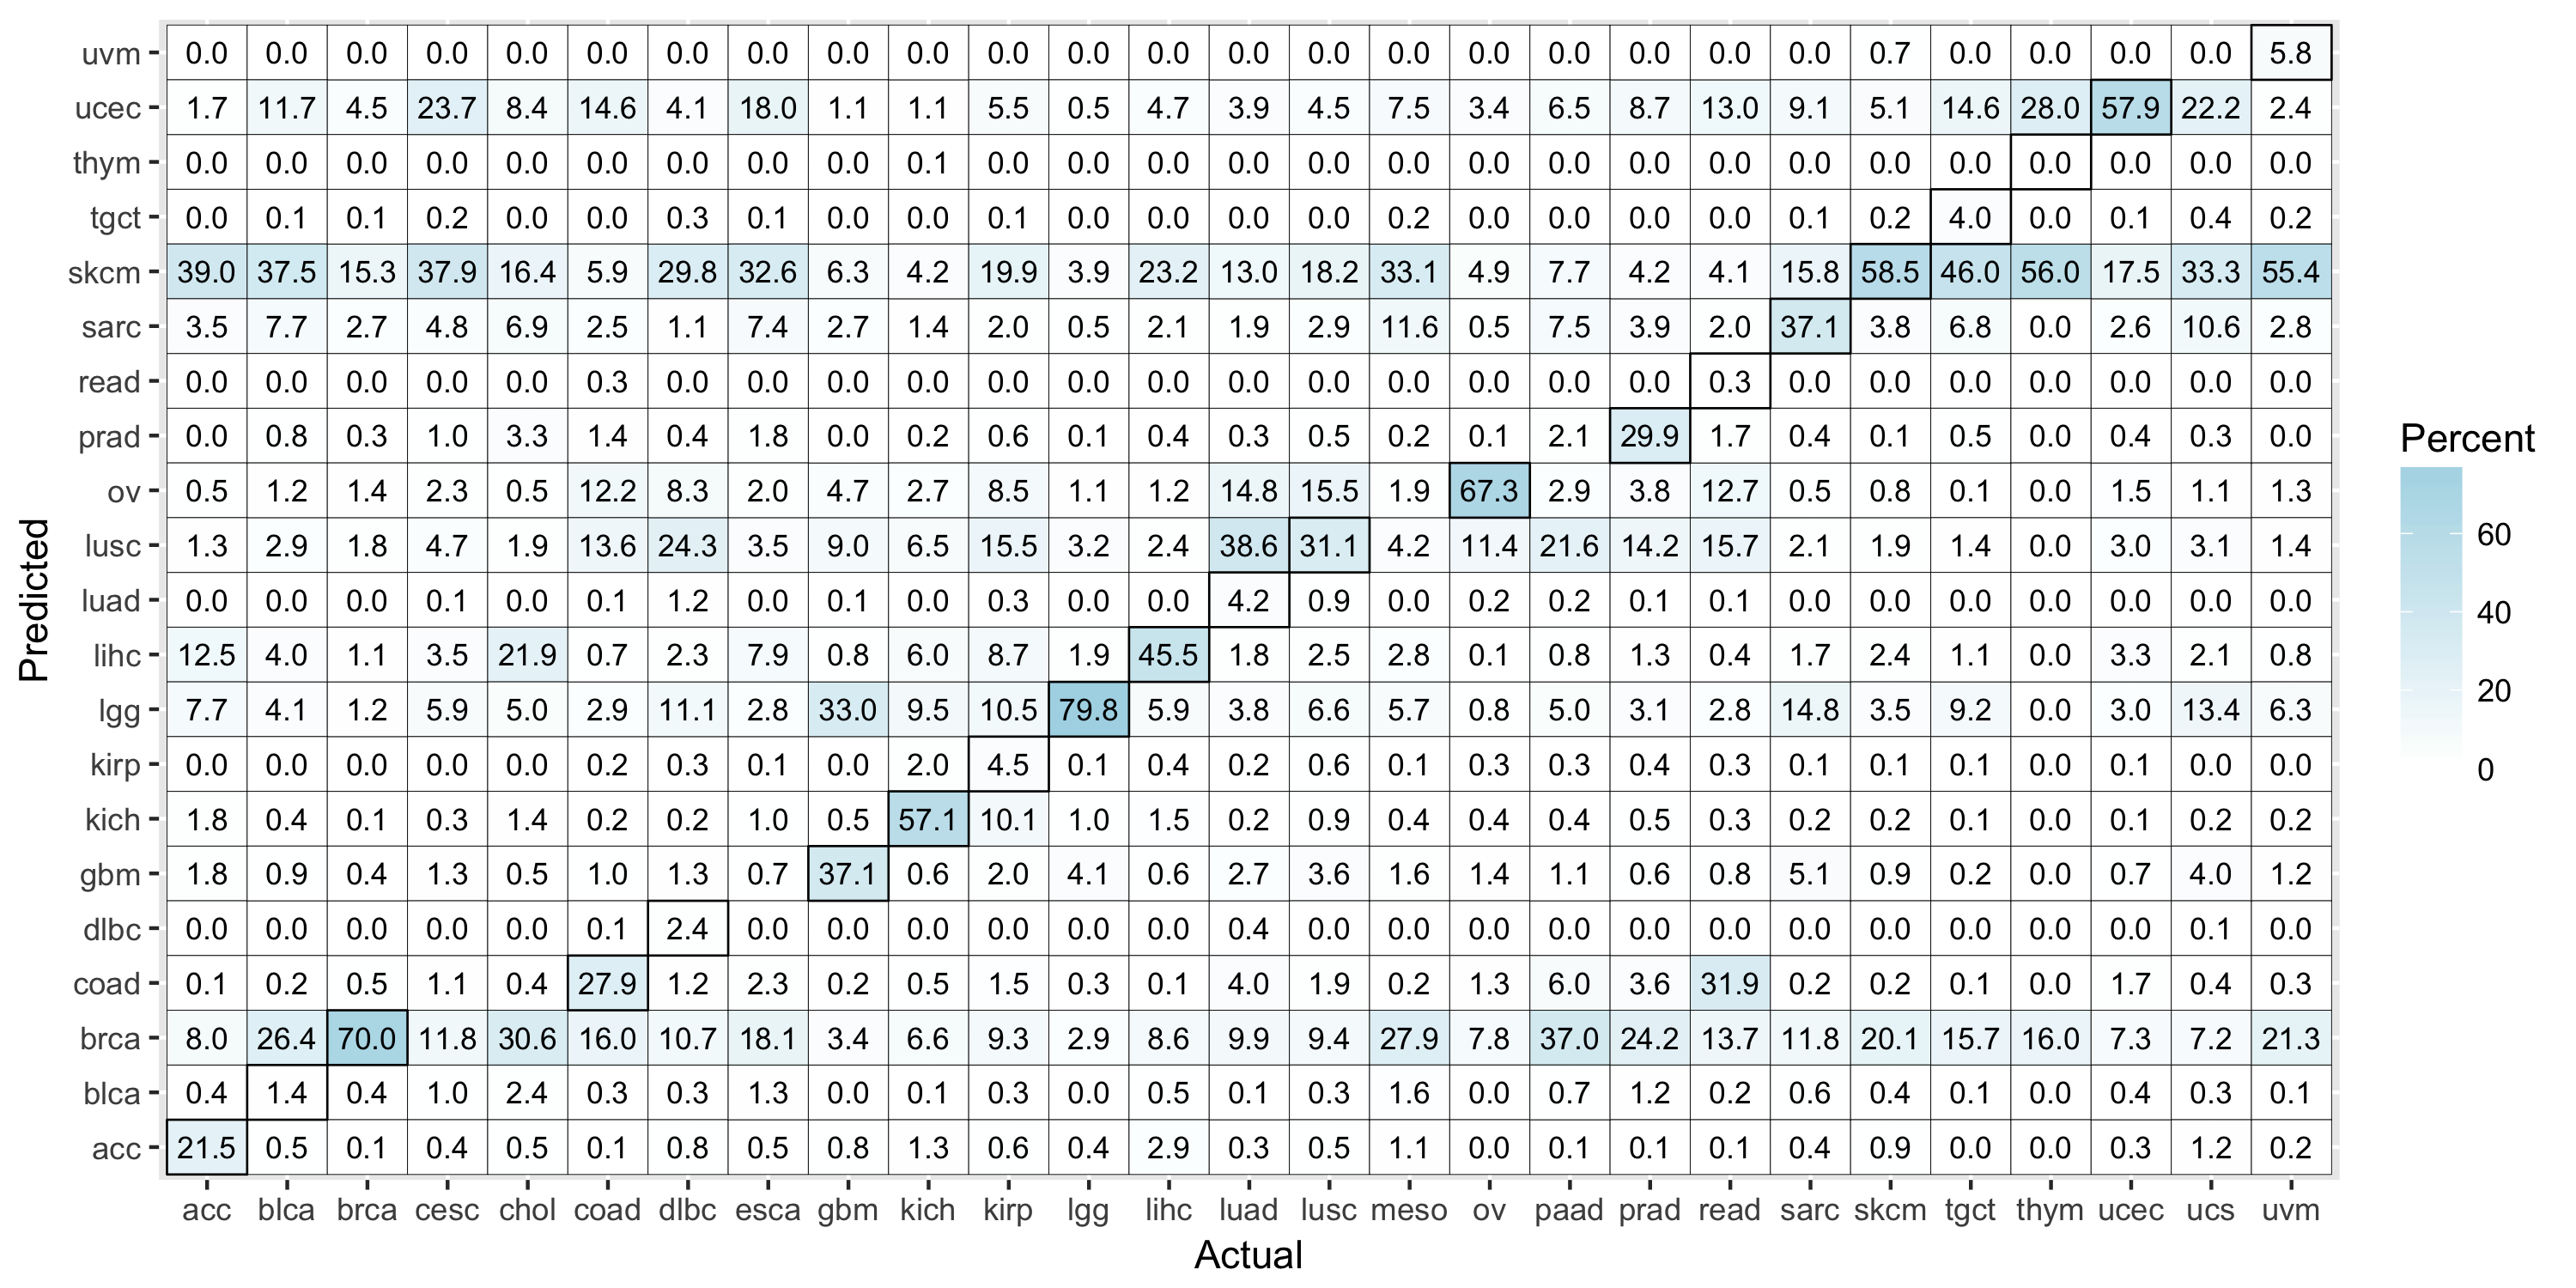 uvm 0.0 0.0 0.0 0.0 0.0 0.0 0.0 0.0 0.0 0.0 0.0 0.0 0.0 0.0 0.0 0.0 0.0 0.0 0.0 0.0 0.0 0.7 0.0 0.0 0.0 0.0 5.8
ucec 1.7 11.7 4.5 23.7 8.4 14.6 4.1 18.0 1.1 1.1 5.5 0.5 4.7 3.9 4.5 7.5 3.4 6.5 8.7 13.0 9.1 5.1 14.6 28.0 57.9 22.2 2.4
thym 0.0 0.0 0.0 0.0 0.0 0.0 0.0 0.0 0.0 0.1 0.0 0.0 0.0 0.0 0.0 0.0 0.0 0.0 0.0 0.0 0.0 0.0 0.0 0.0 0.0 0.0 0.0
tgct 0.0 0.1 0.1 0.2 0.0 0.0 0.3 0.1 0.0 0.0 0.1 0.0 0.0 0.0 0.0 0.2 0.0 0.0 0.0 0.0 0.1 0.2 4.0 0.0 0.1 0.4 0.2
skcm 39.0 37.5 15.3 37.9 16.4 5.9 29.8 32.6 6.3 4.2 19.9 3.9 23.2 13.0 18.2 33.1 4.9 7.7 4.2 4.1 15.8 58.5 46.0 56.0 17.5 33.3 55.4
sarc 3.5 7.7 2.7 4.8 6.9 2.5 1.1 7.4 2.7 1.4 2.0 0.5 2.1 1.9 2.9 11.6 0.5 7.5 3.9 2.0 37.1 3.8 6.8 0.0 2.6 10.6 2.8
read 0.0 0.0 0.0 0.0 0.0 0.3 0.0 0.0 0.0 0.0 0.0 0.0 0.0 0.0 0.0 0.0 0.0 0.0 0.0 0.3 0.0 0.0 0.0 0.0 0.0 0.0 0.0
prad 0.0 0.8 0.3 1.0 3.3 1.4 0.4 1.8 0.0 0.2 0.6 0.1 0.4 0.3 0.5 0.2 0.1 2.1 29.9 1.7 0.4 0.1 0.5 0.0 0.4 0.3 0.0
ov 0.5 1.2 1.4 2.3 0.5 12.2 8.3 2.0 4.7 2.7 8.5 1.1 1.2 14.8 15.5 1.9 67.3 2.9 3.8 12.7 0.5 0.8 0.1 0.0 1.5 1.1 1.3
lusc 1.3 2.9 1.8 4.7 1.9 13.6 24.3 3.5 9.0 6.5 15.5 3.2 2.4 38.6 31.1 4.2 11.4 21.6 14.2 15.7 2.1 1.9 1.4 0.0 3.0 3.1 1.4
luad 0.0 0.0 0.0 0.1 0.0 0.1 1.2 0.0 0.1 0.0 0.3 0.0 0.0 4.2 0.9 0.0 0.2 0.2 0.1 0.1 0.0 0.0 0.0 0.0 0.0 0.0 0.0
lihc 12.5 4.0 1.1 3.5 21.9 0.7 2.3 7.9 0.8 6.0 8.7 1.9 45.5 1.8 2.5 2.8 0.1 0.8 1.3 0.4 1.7 2.4 1.1 0.0 3.3 2.1 0.8
lgg 7.7 4.1 1.2 5.9 5.0 2.9 11.1 2.8 33.0 9.5 10.5 79.8 5.9 3.8 6.6 5.7 0.8 5.0 3.1 2.8 14.8 3.5 9.2 0.0 3.0 13.4 6.3
kirp 0.0 0.0 0.0 0.0 0.0 0.2 0.3 0.1 0.0 2.0 4.5 0.1 0.4 0.2 0.6 0.1 0.3 0.3 0.4 0.3 0.1 0.1 0.1 0.0 0.1 0.0 0.0
kich 1.8 0.4 0.1 0.3 1.4 0.2 0.2 1.0 0.5 57.1 10.1 1.0 1.5 0.2 0.9 0.4 0.4 0.4 0.5 0.3 0.2 0.2 0.1 0.0 0.1 0.2 0.2
gbm 1.8 0.9 0.4 1.3 0.5 1.0 1.3 0.7 37.1 0.6 2.0 4.1 0.6 2.7 3.6 1.6 1.4 1.1 0.6 0.8 5.1 0.9 0.2 0.0 0.7 4.0 1.2
dlbc 0.0 0.0 0.0 0.0 0.0 0.1 2.4 0.0 0.0 0.0 0.0 0.0 0.0 0.4 0.0 0.0 0.0 0.0 0.0 0.0 0.0 0.0 0.0 0.0 0.0 0.1 0.0
coad 0.1 0.2 0.5 1.1 0.4 27.9 1.2 2.3 0.2 0.5 1.5 0.3 0.1 4.0 1.9 0.2 1.3 6.0 3.6 31.9 0.2 0.2 0.1 0.0 1.7 0.4 0.3
brca 8.0 26.4 70.0 11.8 30.6 16.0 10.7 18.1 3.4 6.6 9.3 2.9 8.6 9.9 9.4 27.9 7.8 37.0 24.2 13.7 11.8 20.1 15.7 16.0 7.3 7.2 21.3
blca 0.4 1.4 0.4 1.0 2.4 0.3 0.3 1.3 0.0 0.1 0.3 0.0 0.5 0.1 0.3 1.6 0.0 0.7 1.2 0.2 0.6 0.4 0.1 0.0 0.4 0.3 0.1
acc 21.5 0.5 0.1 0.4 0.5 0.1 0.8 0.5 0.8 1.3 0.6 0.4 2.9 0.3 0.5 1.1 0.0 0.1 0.1 0.1 0.4 0.9 0.0 0.0 0.3 1.2 0.2
acc blca brca cesc chol coad dlbc esca gbm kich kirp lgg lihc luad lusc meso ov paad prad read sarc skcm tgct thym ucec ucs uvm
Actual
Predicted
Percent
60
40
20
0